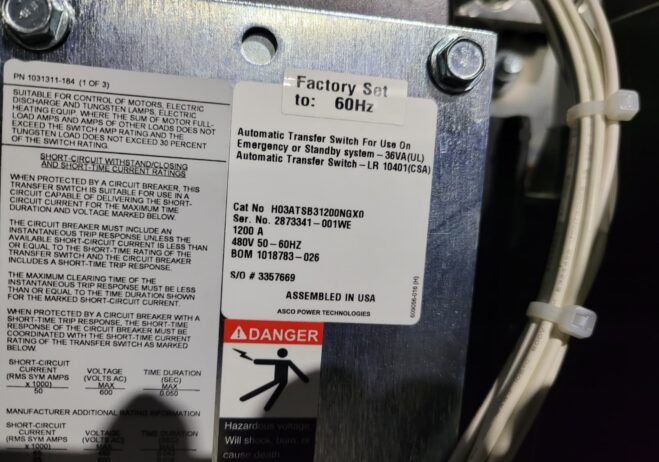 PN 1031311-184 (1 OF 3)
SUITABLE FOR CONTROL OF MOTORS, ELECTRIC
DISCHARGE AND TUNGSTEN LAMPS, ELECTRIC
HEATING EQUIP. WHERE THE SUM OF MOTOR FULL-
LOAD AMPS AND AMPS OF OTHER LOADS DOES NOT
EXCEED THE SWITCH AMP RATING AND THE
TUNGSTEN LOAD DOES NOT EXCEED 30 PERCENT
OF THE SWITCH RATING.
SHORT-CIRCUIT WITHSTAND/CLOSING
AND SHORT-TIME CURRENT RATINGS
WHEN PROTECTED BY A CIRCUIT BREAKER, THIS
TRANSFER SWITCH IS SUITABLE FOR USE IN A
CIRCUIT CAPABLE OF DELIVERING THE SHORT-
CIRCUIT CURRENT FOR THE MAXIMUM TIME
DURATION AND VOLTAGE MARKED BELOW.
THE CIRCUIT BREAKER MUST INCLUDE AN
INSTANTANEOUS TRIP RESPONSE UNLESS THE
AVAILABLE SHORT-CIRCUIT CURRENT IS LESS THAN
OR EQUAL TO THE SHORT-TIME RATING OF THE
TRANSFER SWITCH AND THE CIRCUIT BREAKER
INCLUDES A SHORT-TIME TRIP RESPONSE.
THE MAXIMUM CLEARING TIME OF THE
INSTANTANEOUS TRIP RESPONSE MUST BE LESS
THAN OR EQUAL TO THE TIME DURATION SHOWN
FOR THE MARKED SHORT-CIRCUIT CURRENT.
WHEN PROTECTED BY A CIRCUIT BREAKER WITH A
SHORT-TIME TRIP RESPONSE, THE SHORT-TIME
RESPONSE OF THE CIRCUIT BREAKER MUST BE
COORDINATED WITH THE SHORT-TIME CURRENT
RATING OF THE TRANSFER SWITCH AS MARKED
BELOW.
SHORT-CIRCUIT
CURRENT VOLTAGE TIME DURATION
(RMS SYM AMPS (VOLTS AC) (SEC)
x 1000) MAX MAX
50 600 0.050
MANUFACTURER ADDITIONAL RATING INFORMATION
SHORT-CIRCUIT
CURRENT VOLTAGE TIME DURATION
(RMS SYM AMPS (VOLTS AC) (SEC)
x 1000) MAX MAX
Factory Set
to: 60Hz
Automatic Transfer Switch For Use On
Emergency or Standby system - 36VA(UL)
Automatic Transfer Switch - LR 10401(CSA)
Cat No H03ATSB31200NGX0
Ser. No. 2873341-001WE
1200 A
480V 50-60HZ
BOM 1018783-026
S/O # 3357669
ASSEMBLED IN USA
ASCO POWER TECHNOLOGIES
DANGER
Hazardous voltage
Will shock, burn, or
cause death